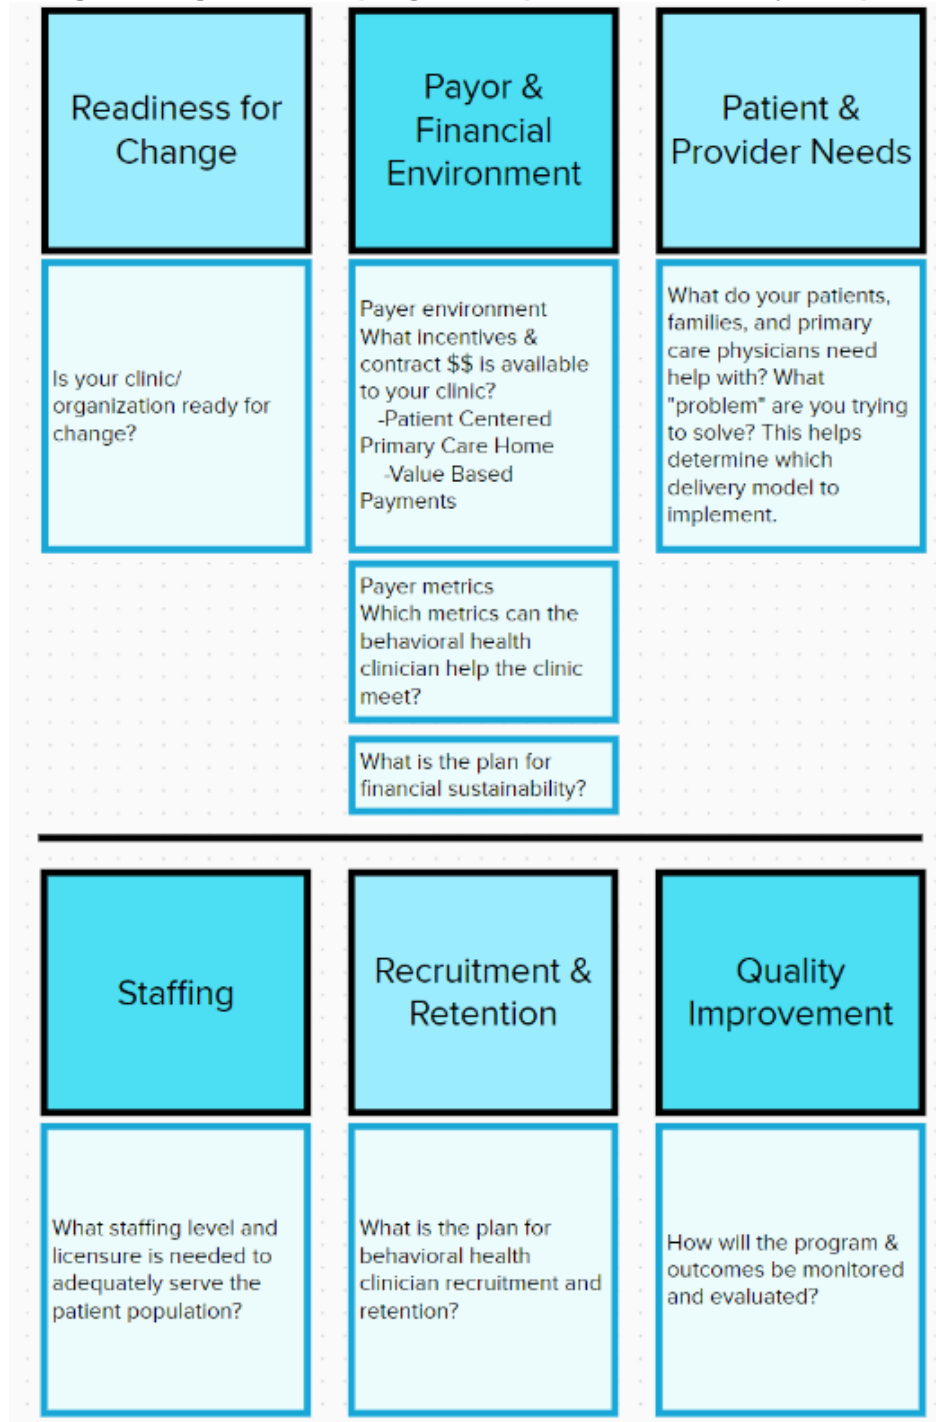 Readiness for
Change
Payor &
Financial
Environment
Patient &
Provider Needs
Is your clinic/
organization ready for
change?
Payer environment
What incentives &
contract $$ is available
to your clinic?
-Patient Centered
Primary Care Home
-Value Based
Payments
What do your patients,
families, and primary
care physicians need
help with? What
"problem" are you trying
to solve? This helps
determine which
delivery model to
implement.
Payer metrics
Which metrics can the
behavioral health
clinician help the clinic
meet?
What is the plan for
financial sustainability?
Staffing
Recruitment &
Retention
Quality
Improvement
What staffing level and
licensure is needed to
adequately serve the
patient population?
What is the plan for
behavioral health
clinician recruitment and
retention?
How will the program &
outcomes be monitored
and evaluated?